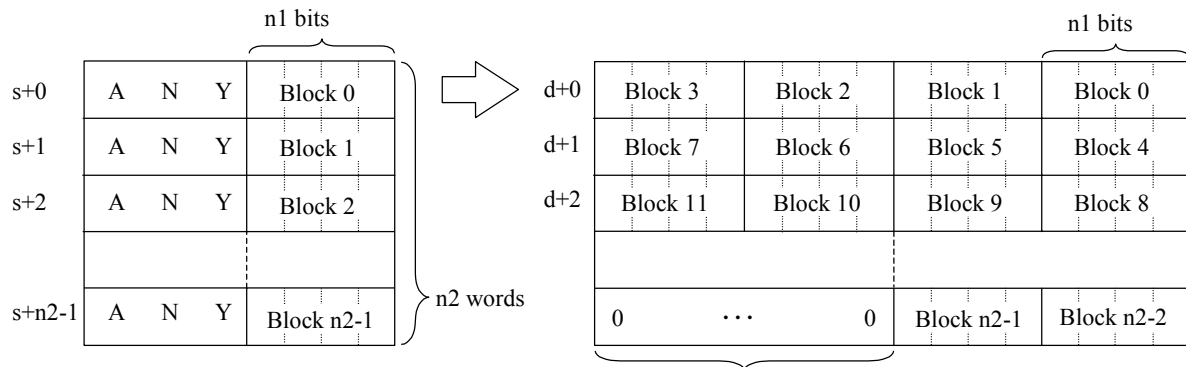 n1 bits
n1 bits
s+0 A N Y Block 0 d+0 Block 3 Block 2 Block 1 Block 0
s+1 A N Y Block 1 d+1 Block 7 Block 6 Block 5 Block 4
s+2 A N Y Block 2 d+2 Block 11 Block 10 Block 9 Block 8
n2 words
s+n2-1 A N Y Block n2-1 0 ··· 0 Block n2-1 Block n2-2